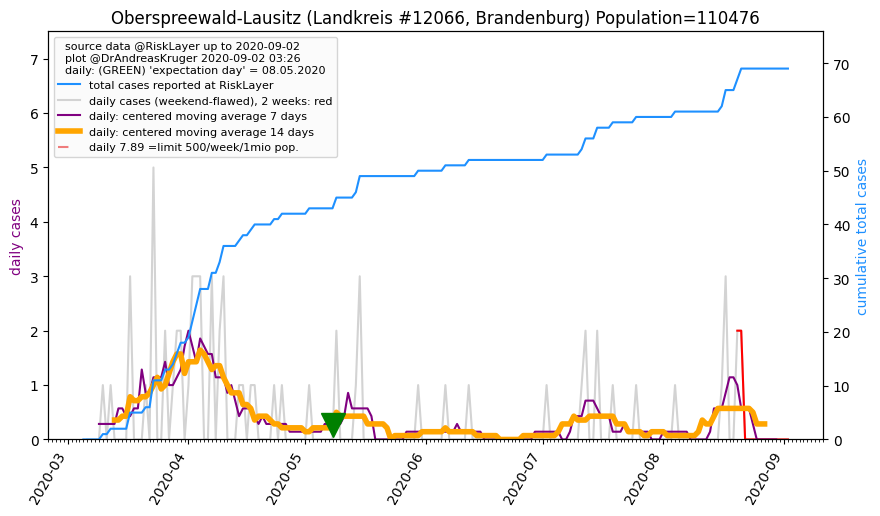 Oberspreewald-Lausitz (Landkreis #12066, Brandenburg) Population=110476
source data @RiskLayer up to 2020-09-02
plot @DrAndreasKruger 2020-09-02 03:26
daily: (GREEN) 'expectation day' = 08.05.2020
total cases reported at RiskLayer
daily cases (weekend-flawed), 2 weeks: red
daily: centered moving average 7 days
daily: centered moving average 14 days
daily 7.89 =limit 500/week/1mio pop.
daily cases
7
6
5
4
3
2
1
0
cumulative total cases
70
60
50
40
30
20
10
0
2020-03
2020-04
2020-05
2020-06
2020-07
2020-08
2020-09